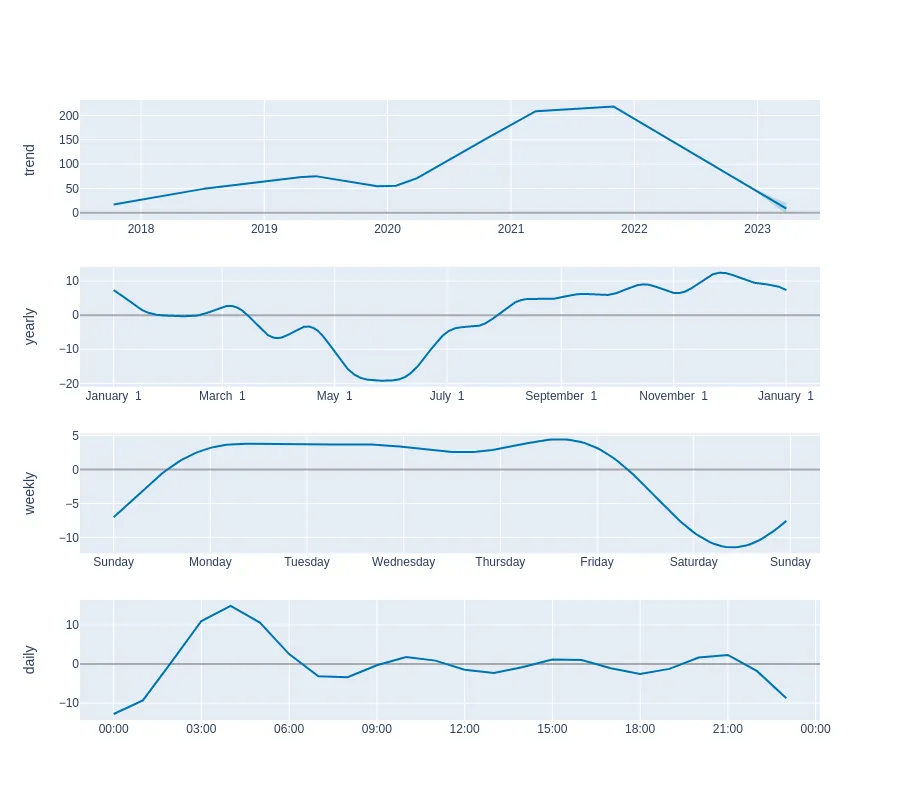 trend
200
150
100
50
0
2018 2019 2020 2021 2022 2023
yearly
10
0
−10
−20
January 1 March 1 May 1 July 1 September 1 November 1 January 1
weekly
5
0
−5
−10
Sunday Monday Tuesday Wednesday Thursday Friday Saturday Sunday
daily
10
0
−10
00:00 03:00 06:00 09:00 12:00 15:00 18:00 21:00 00:00